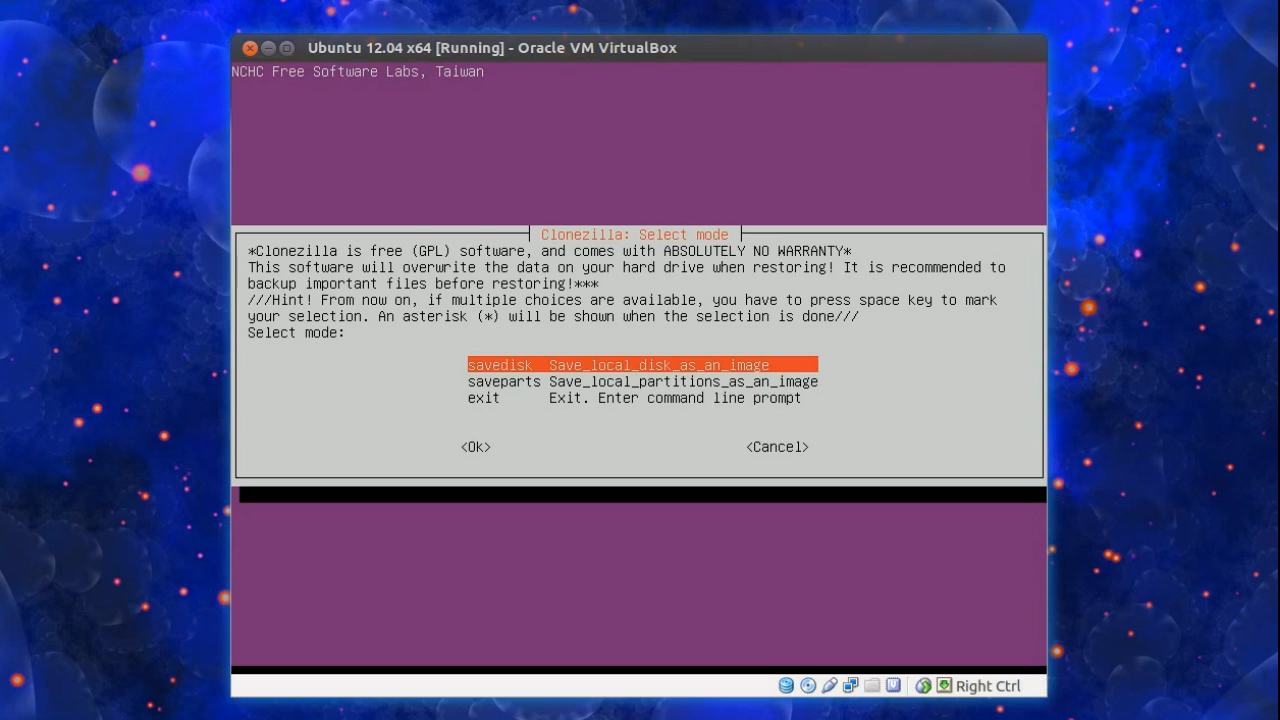 Ubuntu 12.04 x64 [Running] - Oracle VM VirtualBox
NCHC Free Software Labs, Taiwan
Clonezilla: Select mode
*Clonezilla is free (GPL) software, and comes with ABSOLUTELY NO WARRANTY*
This software will overwrite the data on your hard drive when restoring! It is recommended to
backup important files before restoring!***
///Hint! From now on, if multiple choices are available, you have to press space key to mark
your selection. An asterisk (*) will be shown when the selection is done///
Select mode:
savedisk Save_local_disk_as_an_image
saveparts Save_local_partitions_as_an_image
exit Exit. Enter command line prompt
<Ok> <Cancel>
Right Ctrl